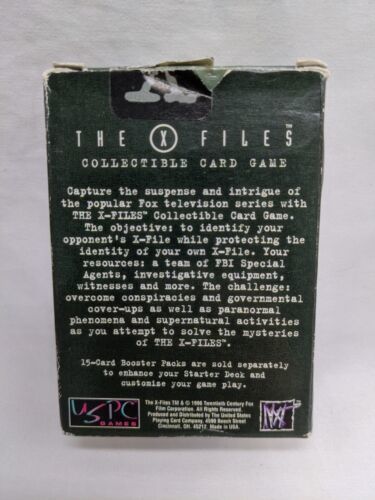 THE X FILES™
COLLECTIBLE CARD GAME
Capture the suspense and intrigue of
the popular Fox television series with
THE X-FILES™ Collectible Card Game.
The objective: to identify your
opponent's X-File while protecting the
identity of your own X-File. Your
resources: a team of FBI Special
Agents, investigative equipment,
witnesses and more. The challenge:
overcome conspiracies and governmental
cover-ups as well as paranormal
phenomena and supernatural activities
as you attempt to solve the mysteries
of THE X-FILES™.
15-Card Booster Packs are sold separately
to enhance your Starter Deck and
customise your game play.
USPC
GAMES
The X-Files TM & © 1996 Twentieth Century Fox
Film Corporation. All Rights Reserved.
Produced and Distributed by The United States
Playing Card Company, 4590 Beech Street
Cincinnati, OH. 45212. Made in USA.